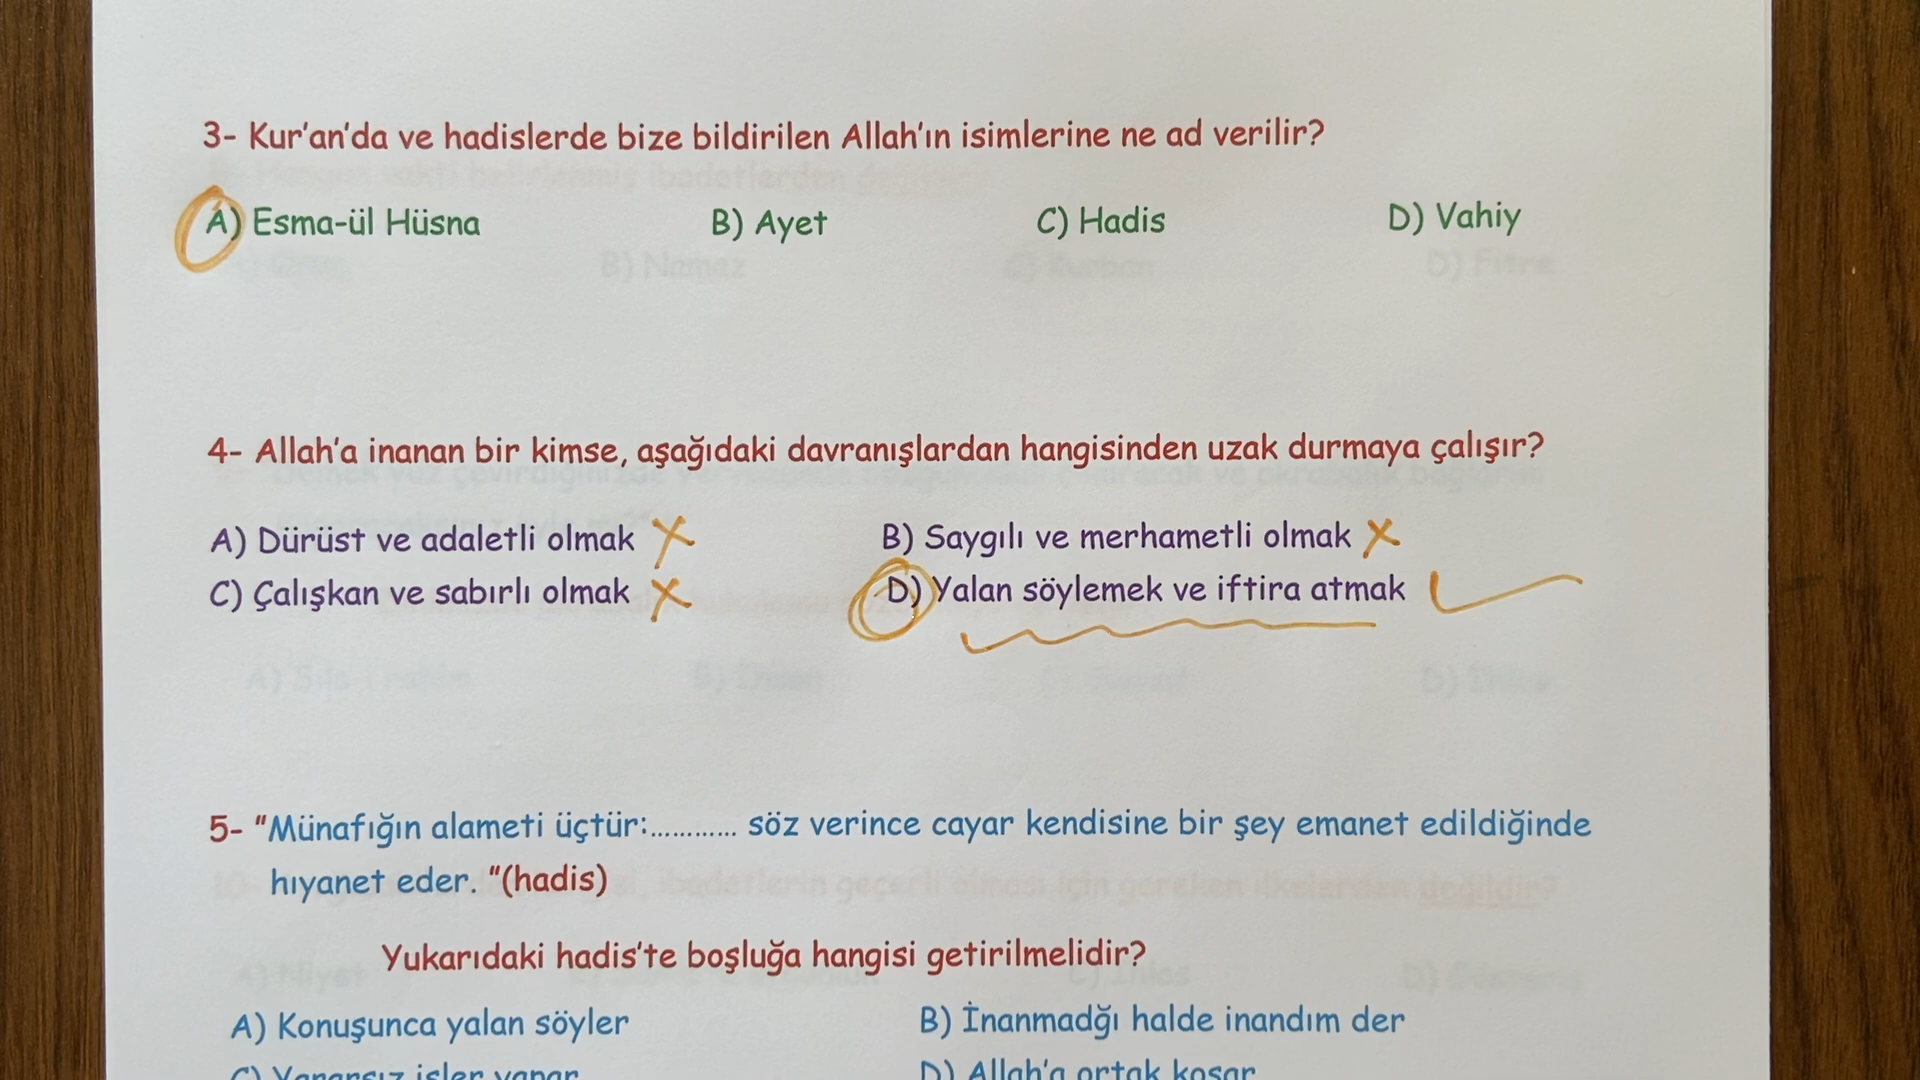 3- Kur'an'da ve hadislerde bize bildirilen Allah'ın isimlerine ne ad verilir?
A) Esma-ül Hüsna B) Ayet C) Hadis D) Vahiy
4- Allah'a inanan bir kimse, aşağıdaki davranışlardan hangisinden uzak durmaya çalışır?
A) Dürüst ve adaletli olmak B) Saygılı ve merhametli olmak
C) Çalışkan ve sabırlı olmak D) Yalan söylemek ve iftira atmak
5- "Münafığın alameti üçtür:............ söz verince cayar kendisine bir şey emanet edildiğinde
hıyanet eder. "(hadis)
Yukarıdaki hadis'te boşluğa hangisi getirilmelidir?
A) Konuşunca yalan söyler B) İnanmadğı halde inandım der
C) Yararsız işler yapar D) Allah'a ortak koşar